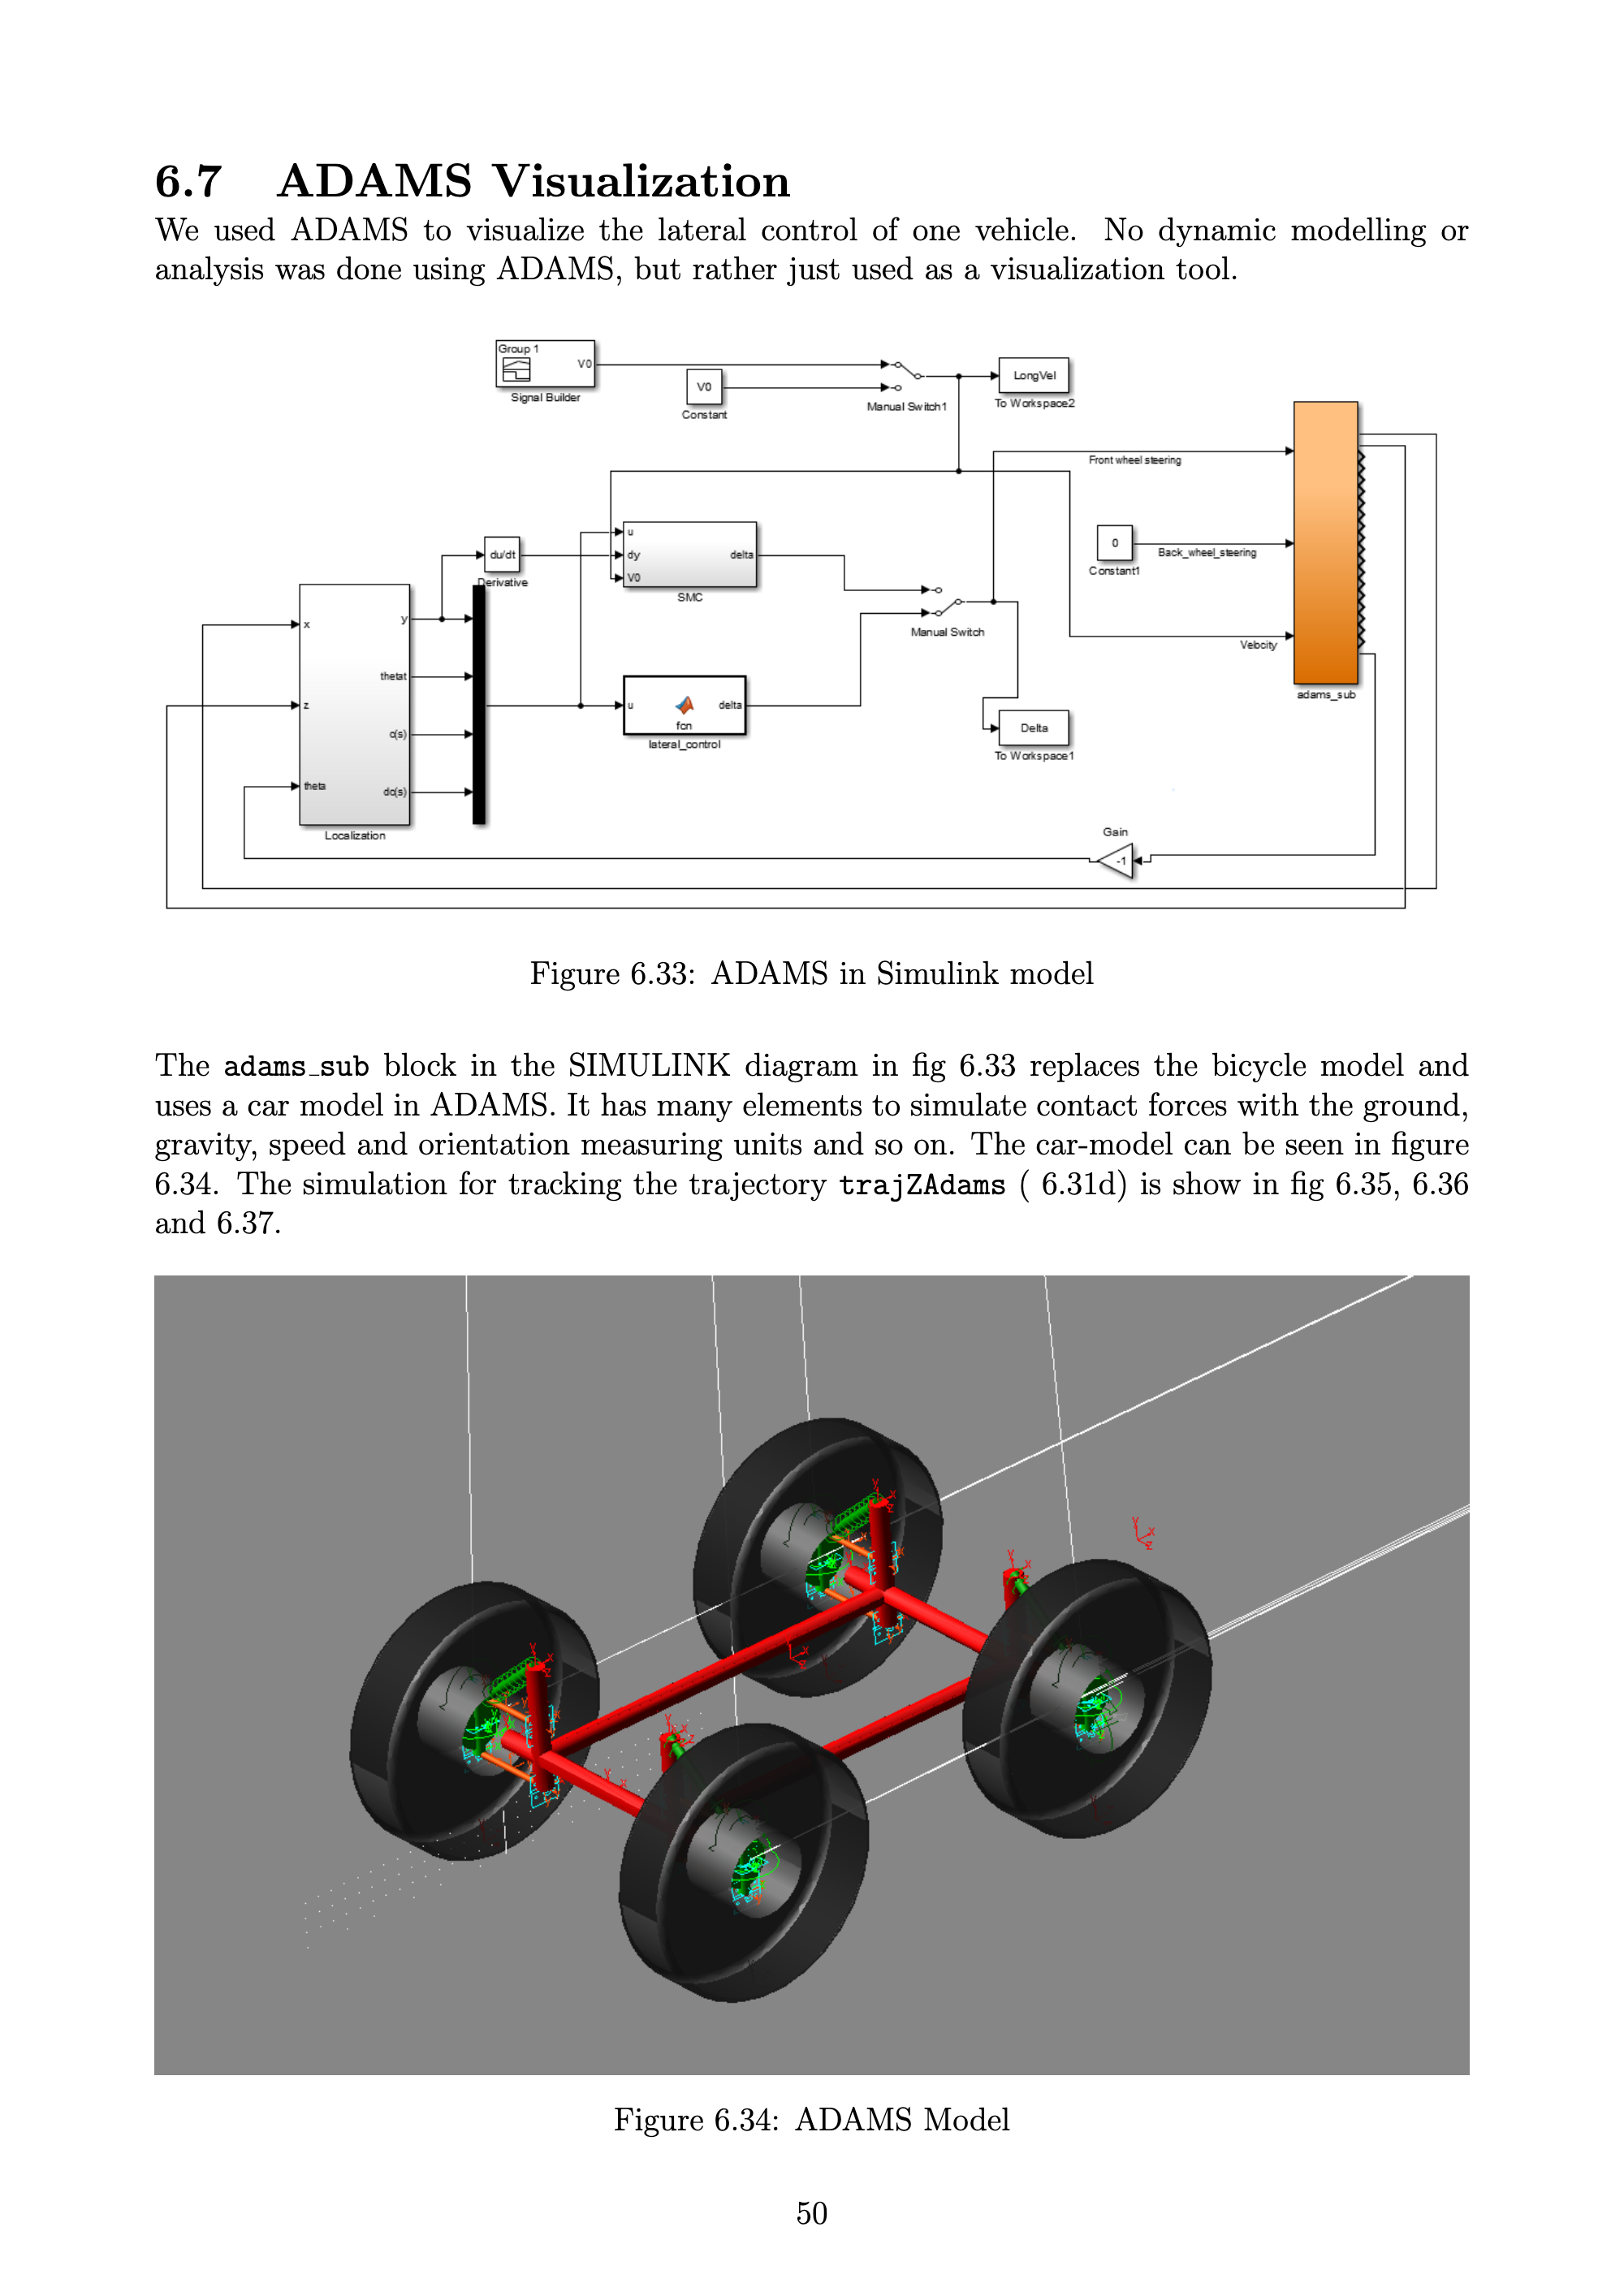 6.7 ADAMS Visualization
We used ADAMS to visualize the lateral control of one vehicle. No dynamic modelling or
analysis was done using ADAMS, but rather just used as a visualization tool.
Group 1
V0
Signal Builder
V0
Constant
Manual Switch1
LongVel
To Workspace2
Front wheel steering
0
Constant1
Back_wheel_steering
Velocity
adams_sub
du/dt
Derivative
u
dy
V0
delta
SMC
Manual Switch
x
z
theta
y
thetat
c(s)
dc(s)
Localization
u
fcn
delta
lateral_control
Delta
To Workspace1
Gain
-1
Figure 6.33: ADAMS in Simulink model
The adams_sub block in the SIMULINK diagram in fig 6.33 replaces the bicycle model and
uses a car model in ADAMS. It has many elements to simulate contact forces with the ground,
gravity, speed and orientation measuring units and so on. The car-model can be seen in figure
6.34. The simulation for tracking the trajectory trajZAdams ( 6.31d) is show in fig 6.35, 6.36
and 6.37.
Figure 6.34: ADAMS Model
50